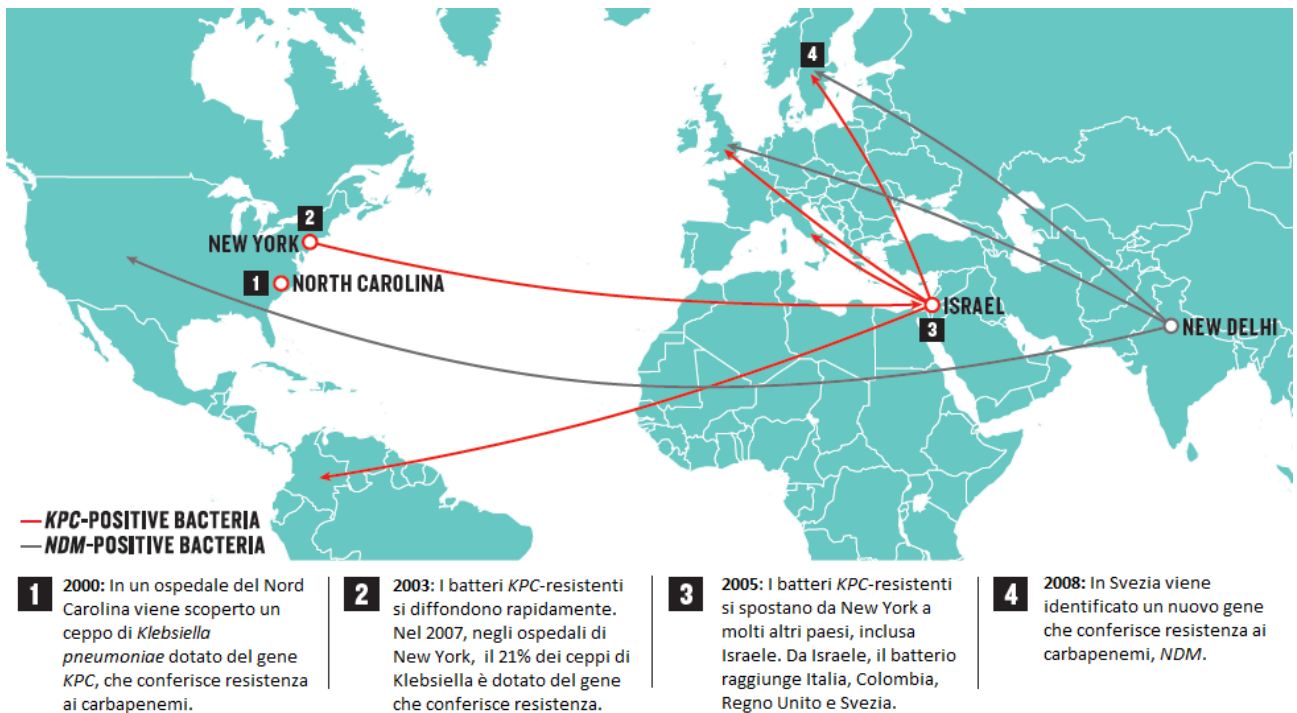 4
2
NEW YORK
1
NORTH CAROLINA
ISRAEL
3
NEW DELHI
KPC-POSITIVE BACTERIA
NDM-POSITIVE BACTERIA
1
2000: In un ospedale del Nord
Carolina viene scoperto un
ceppo di Klebsiella
pneumoniae dotato del gene
KPC, che conferisce resistenza
ai carbapenemi.
2
2003: I batteri KPC-resistenti
si diffondono rapidamente.
Nel 2007, negli ospedali di
New York, il 21% dei ceppi di
Klebsiella è dotato del gene
che conferisce resistenza.
3
2005: I batteri KPC-resistenti
si spostano da New York a
molti altri paesi, inclusa
Israele. Da Israele, il batterio
raggiunge Italia, Colombia,
Regno Unito e Svezia.
4
2008: In Svezia viene
identificato un nuovo gene
che conferisce resistenza ai
carbapenemi, NDM.